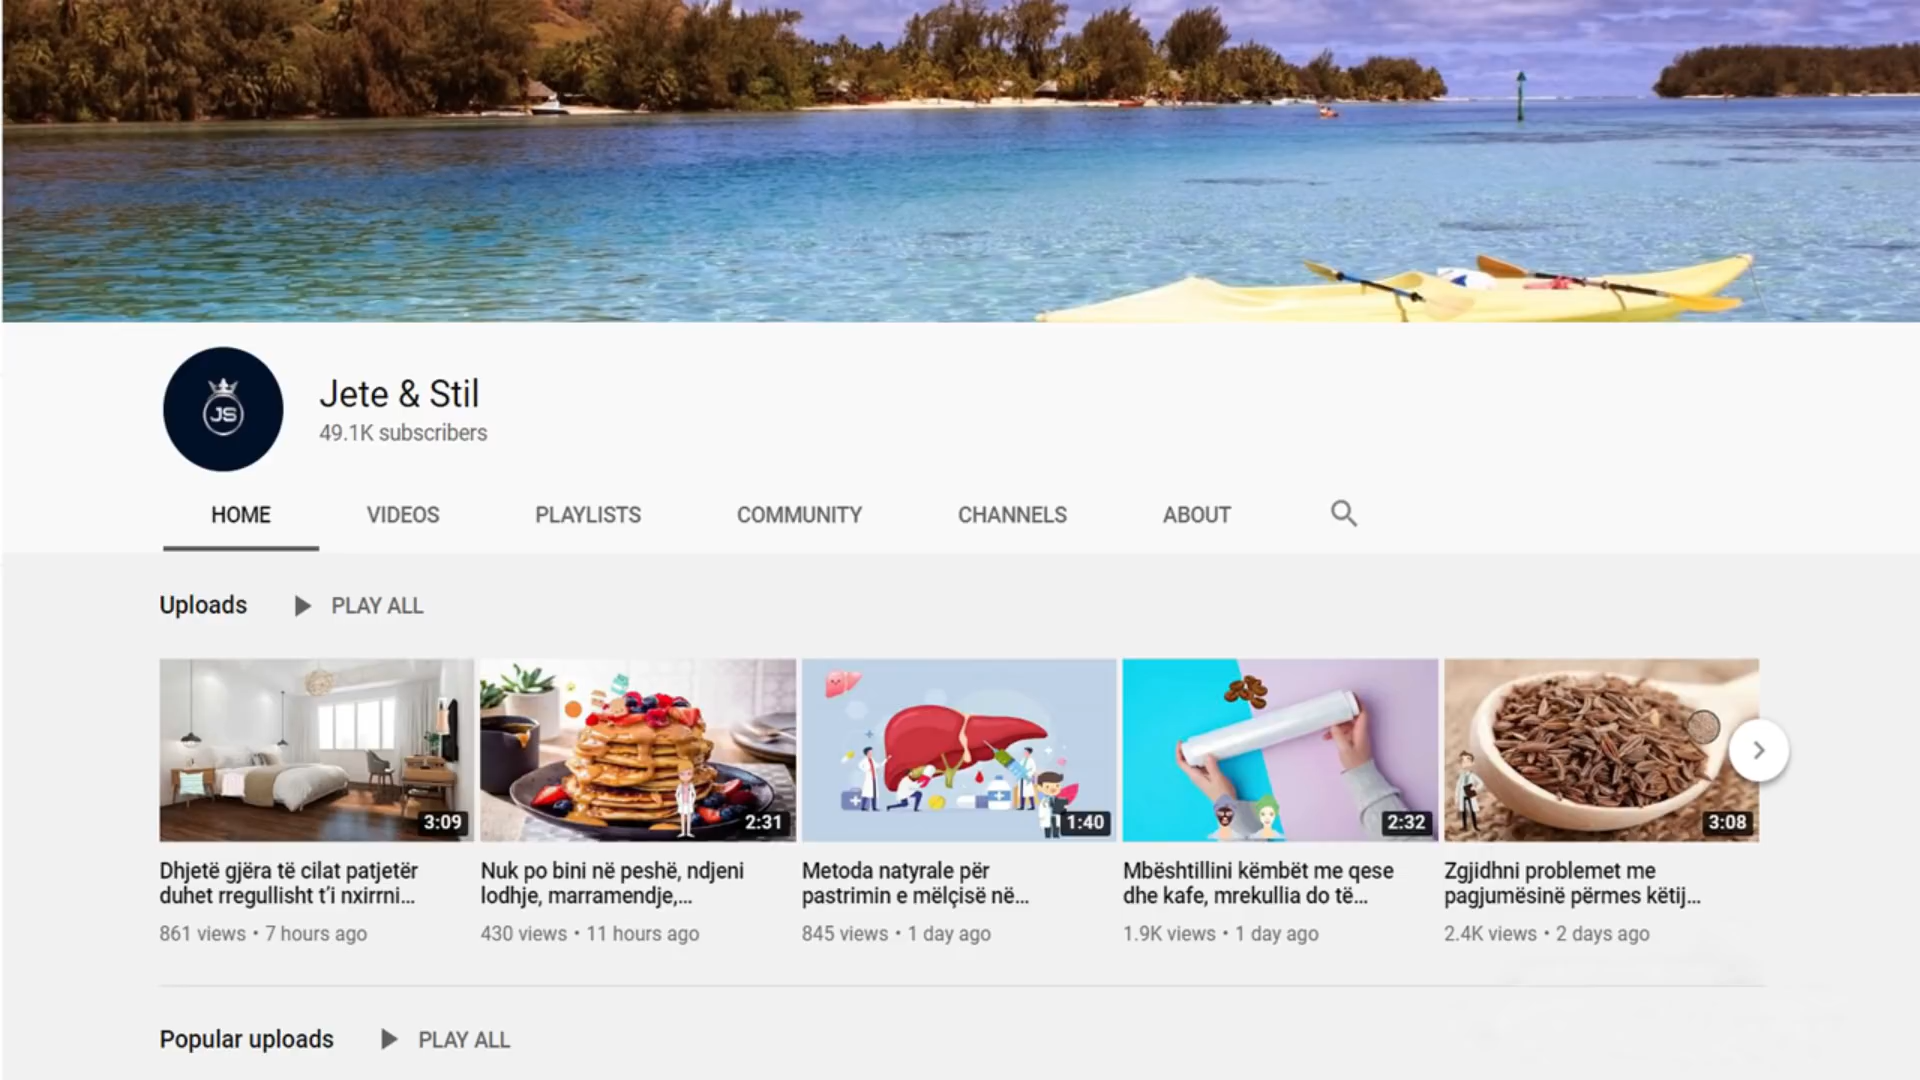 JS
Jete & Stil
49.1K subscribers
HOME VIDEOS PLAYLISTS COMMUNITY CHANNELS ABOUT
Uploads PLAY ALL
3:09 2:31 1:40 2:32 3:08
Dhjetë gjëra të cilat patjetër
duhet rregullisht t'i nxirrni...
861 views • 7 hours ago
Nuk po bini në peshë, ndjeni
lodhje, marramendje,...
430 views • 11 hours ago
Metoda natyrale për
pastrimin e mëlçisë në...
845 views • 1 day ago
Mbështillini këmbët me qese
dhe kafe, mrekullia do të...
1.9K views • 1 day ago
Zgjidhni problemet me
pagjumësinë përmes këtij...
2.4K views • 2 days ago
Popular uploads PLAY ALL